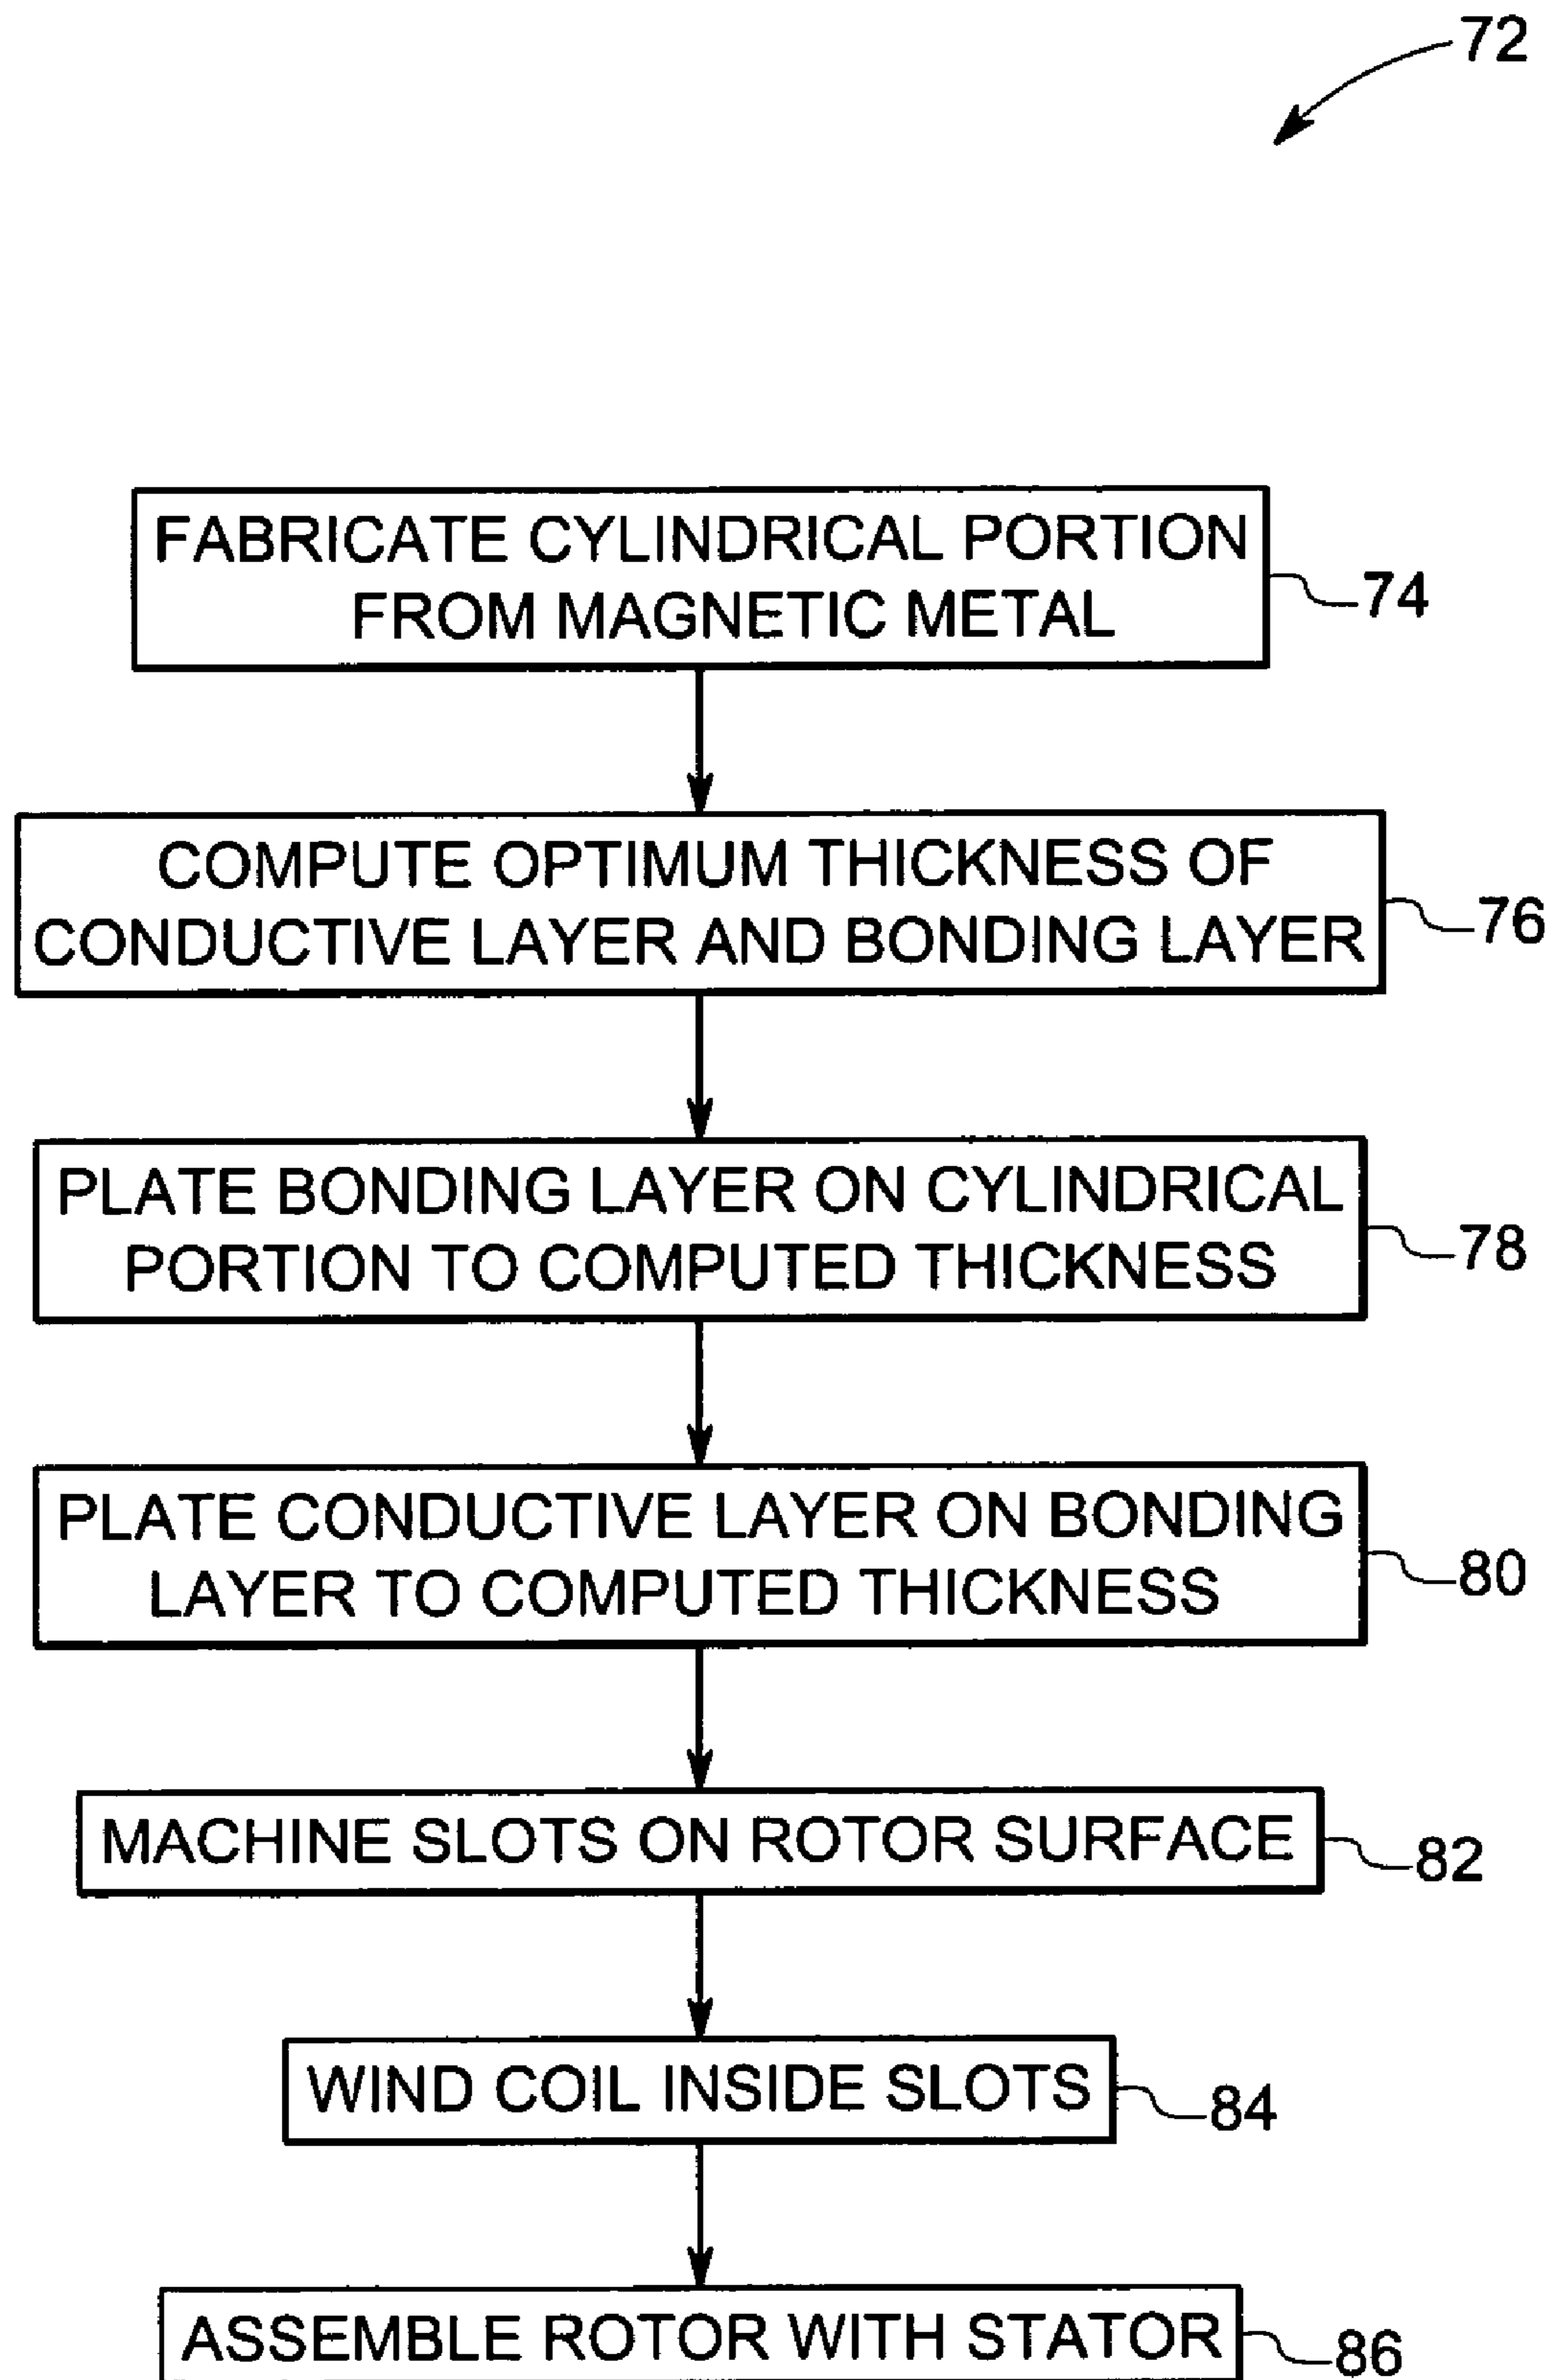 72
FABRICATE CYLINDRICAL PORTION
FROM MAGNETIC METAL
74
COMPUTE OPTIMUM THICKNESS OF
CONDUCTIVE LAYER AND BONDING LAYER
76
PLATE BONDING LAYER ON CYLINDRICAL
PORTION TO COMPUTED THICKNESS
78
PLATE CONDUCTIVE LAYER ON BONDING
LAYER TO COMPUTED THICKNESS
80
MACHINE SLOTS ON ROTOR SURFACE
82
WIND COIL INSIDE SLOTS
84
ASSEMBLE ROTOR WITH STATOR
86